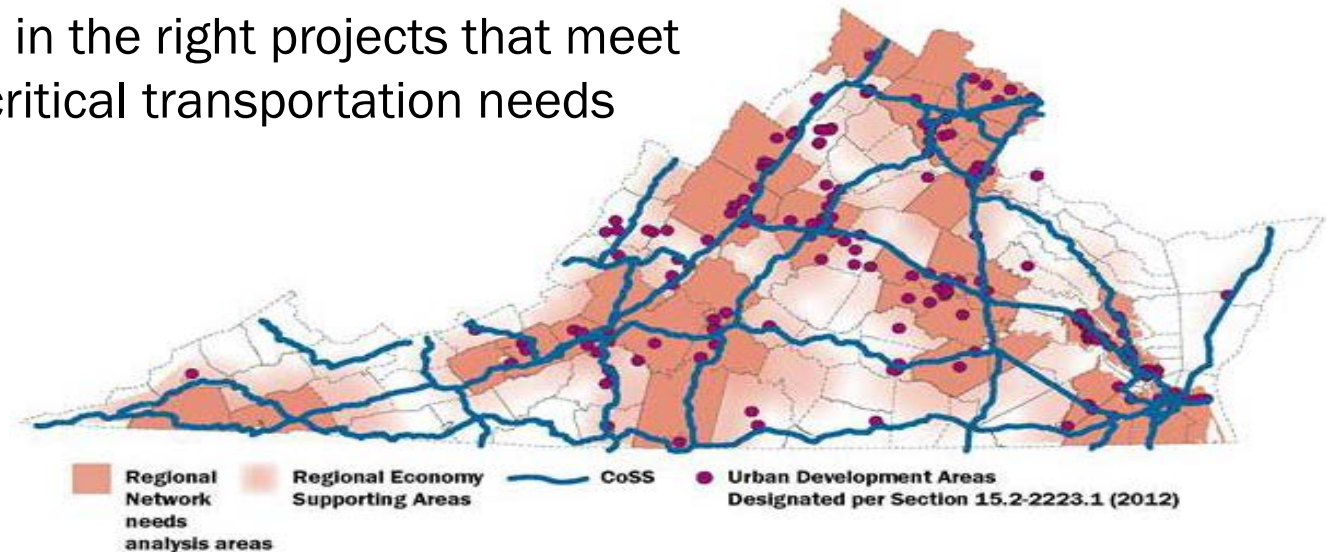 in the right projects that meet
critical transportation needs
Regional
Network
needs
analysis areas
Regional Economy
Supporting Areas
CoSS
Urban Development Areas
Designated per Section 15.2-2223.1 (2012)